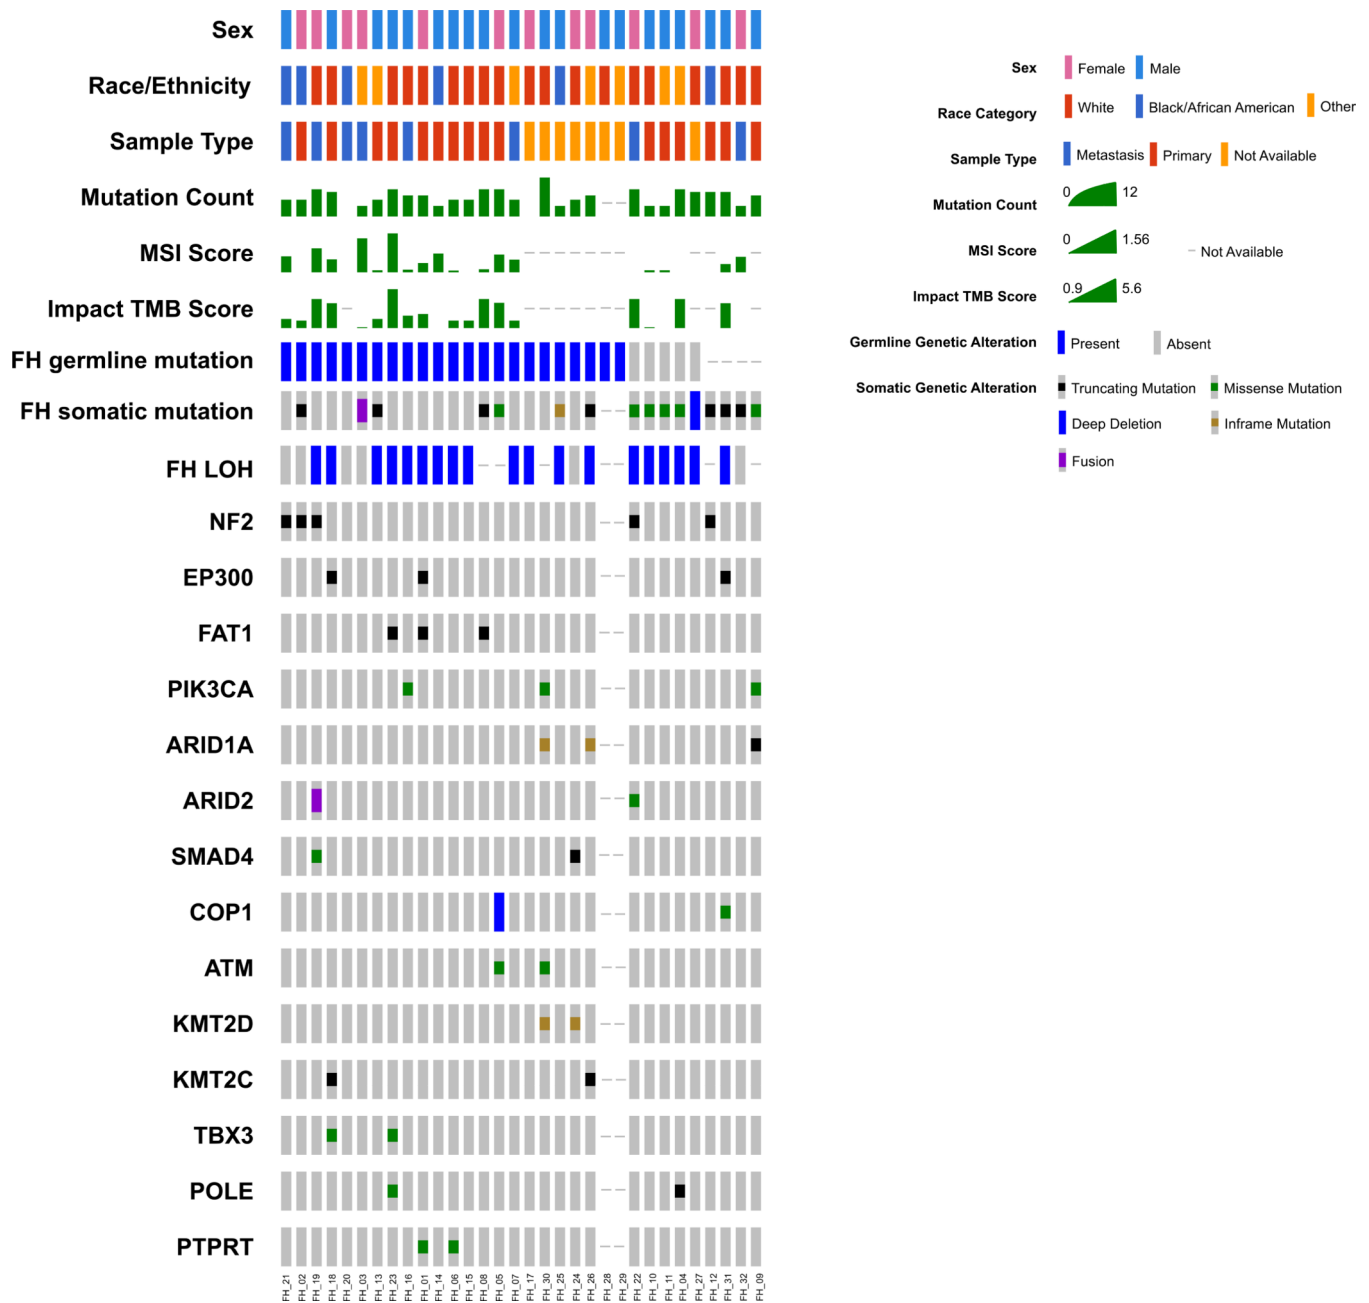 Sex
Race/Ethnicity
Sample Type
Mutation Count
MSI Score
Impact TMB Score
FH germline mutation
FH somatic mutation
FH LOH
NF2
EP300
FAT1
PIK3CA
ARID1A
ARID2
SMAD4
COP1
ATM
KMT2D
KMT2C
TBX3
POLE
PTPRT
FH_21
FH_02
FH_19
FH_18
FH_20
FH_03
FH_13
FH_23
FH_16
FH_01
FH_14
FH_06
FH_15
FH_08
FH_05
FH_07
FH_17
FH_30
FH_25
FH_24
FH_26
FH_28
FH_29
FH_22
FH_10
FH_11
FH_04
FH_27
FH_12
FH_31
FH_32
FH_09
Sex Female Male
Race Category White Black/African American Other
Sample Type Metastasis Primary Not Available
Mutation Count 0 12
MSI Score 0 1.56 Not Available
Impact TMB Score 0.9 5.6
Germline Genetic Alteration Present Absent
Somatic Genetic Alteration Truncating Mutation Missense Mutation
Deep Deletion Inframe Mutation
Fusion